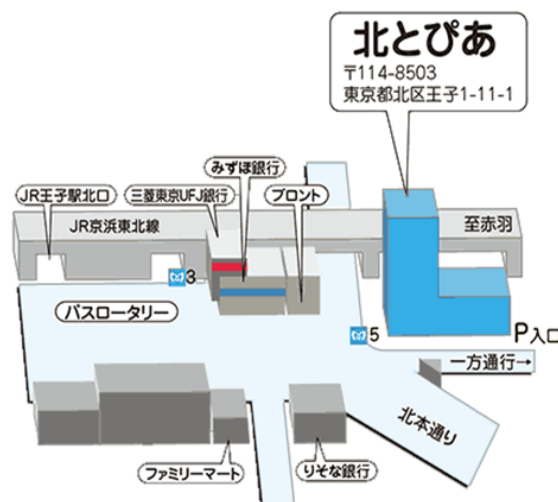 北とぴあ
〒114-8503
東京都北区王子1-11-1
みずほ銀行
JR王子駅北口
三菱東京UFJ銀行
プロント
JR京浜東北線
至赤羽
3
バスロータリー
5
P入口
一方通行→
北本通り
ファミリーマート
りそな銀行